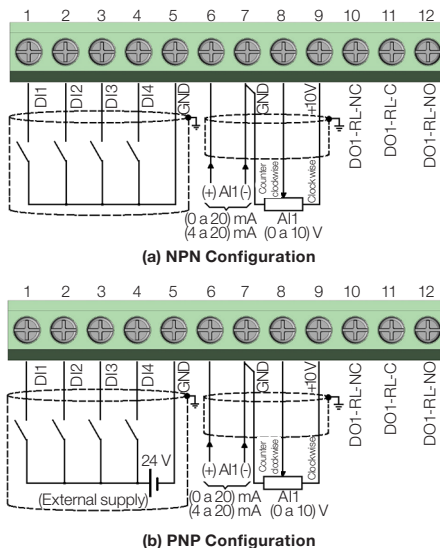 1 2 3 4 5 6 7 8 9 10 11 12
DI1
DI2
DI3
DI4
GND
GND
+10V
DO1-RL-NC
DO1-RL-C
DO1-RL-NO
Counter
clockwise
Clockwise
(+) AI1 (-)
(0 a 20) mA
(4 a 20) mA
AI1
(0 a 10) V
(a) NPN Configuration
1 2 3 4 5 6 7 8 9 10 11 12
DI1
DI2
DI3
DI4
GND
GND
+10V
DO1-RL-NC
DO1-RL-C
DO1-RL-NO
24 V
(External supply)
Counter
clockwise
Clockwise
(+) AI1 (-)
(0 a 20) mA
(4 a 20) mA
AI1
(0 a 10) V
(b) PNP Configuration